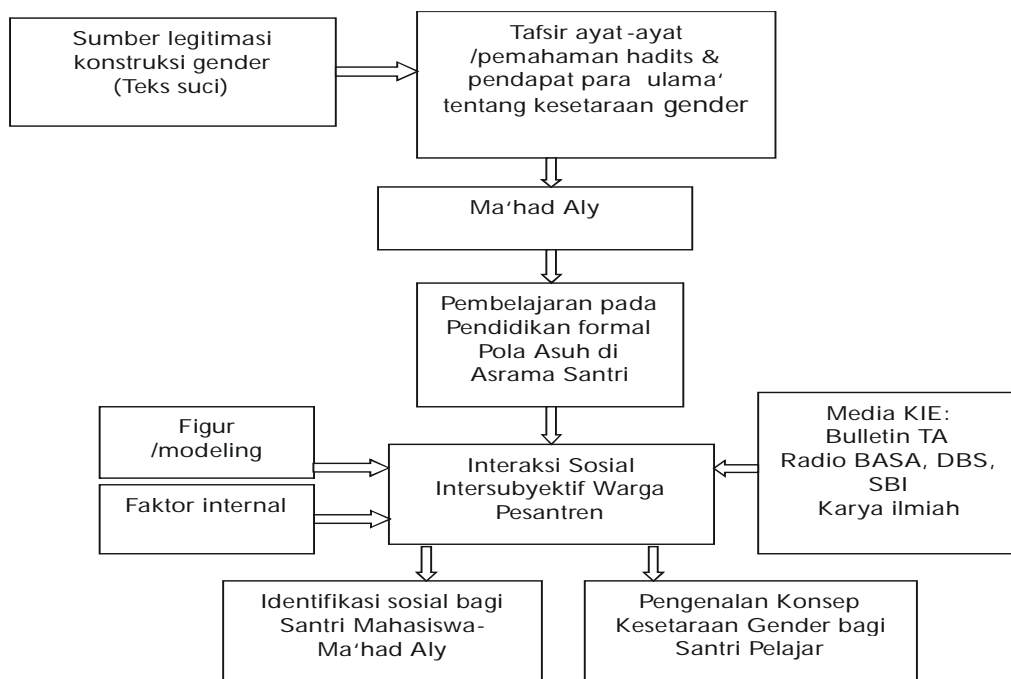 Sumber legitimasi
konstruksi gender
(Teks suci)
Tafsir ayat-ayat
/pemahaman hadits &
pendapat para ulama‘
tentang kesetaraan gender
Ma‘had Aly
Pembelajaran pada
Pendidikan formal
Pola Asuh di
Asrama Santri
Figur
/modeling
Faktor internal
Interaksi Sosial
Intersubyektif Warga
Pesantren
Media KIE:
Bulletin TA
Radio BASA, DBS,
SBI
Karya ilmiah
Identifikasi sosial bagi
Santri Mahasiswa-
Ma‘had Aly
Pengenalan Konsep
Kesetaraan Gender bagi
Santri Pelajar